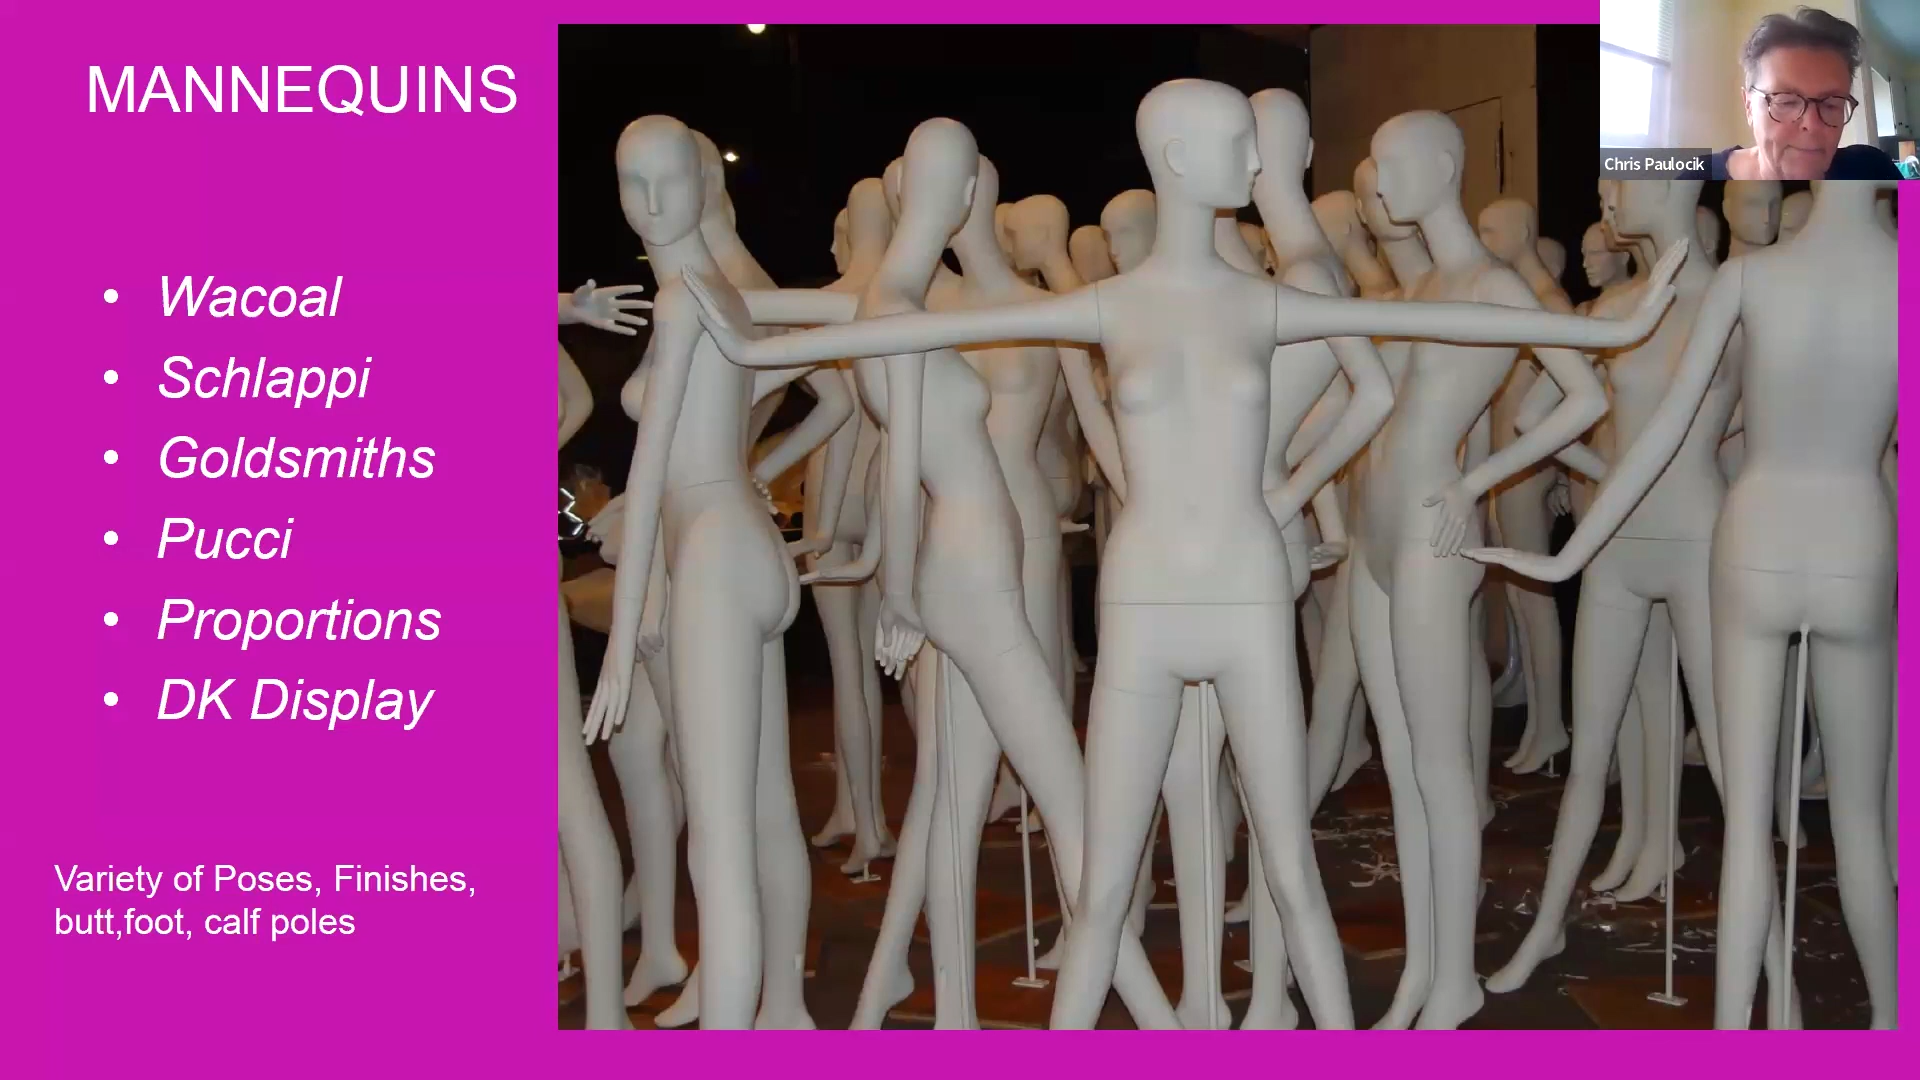 MANNEQUINS
• Wacoal
• Schlappi
• Goldsmiths
• Pucci
• Proportions
• DK Display
Variety of Poses, Finishes,
butt,foot, calf poles
Chris Paulocik